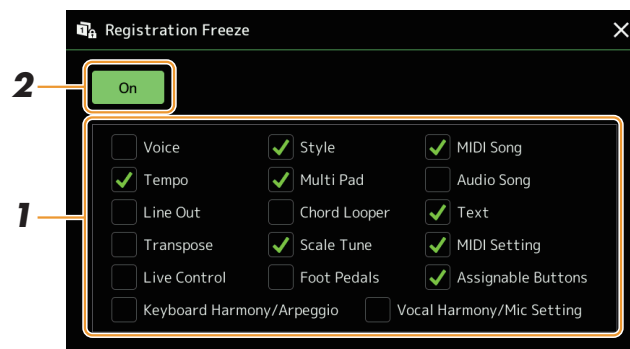 Registration Freeze
2 On
Voice Style MIDI Song
Tempo Multi Pad Audio Song
1 Line Out Chord Looper Text
Transpose Scale Tune MIDI Setting
Live Control Foot Pedals Assignable Buttons
Keyboard Harmony/Arpeggio Vocal Harmony/Mic Setting